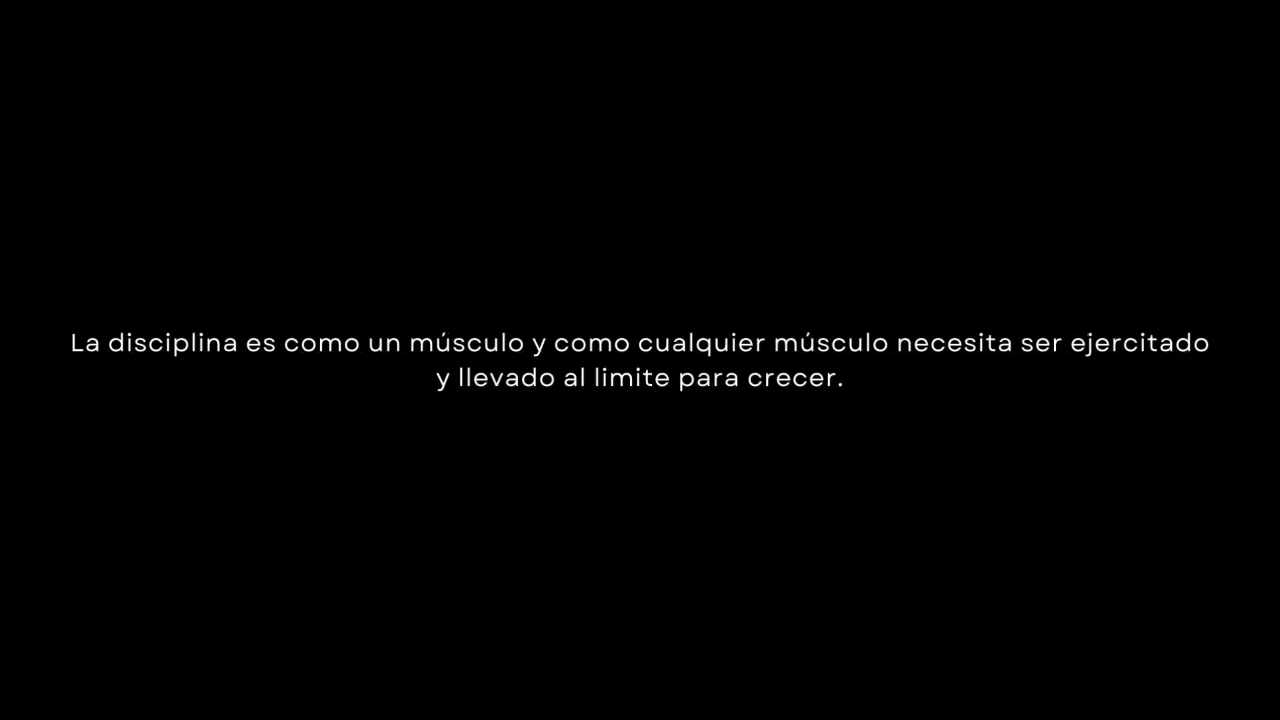 La disciplina es como un músculo y como cualquier músculo necesita ser ejercitado
y llevado al limite para crecer.